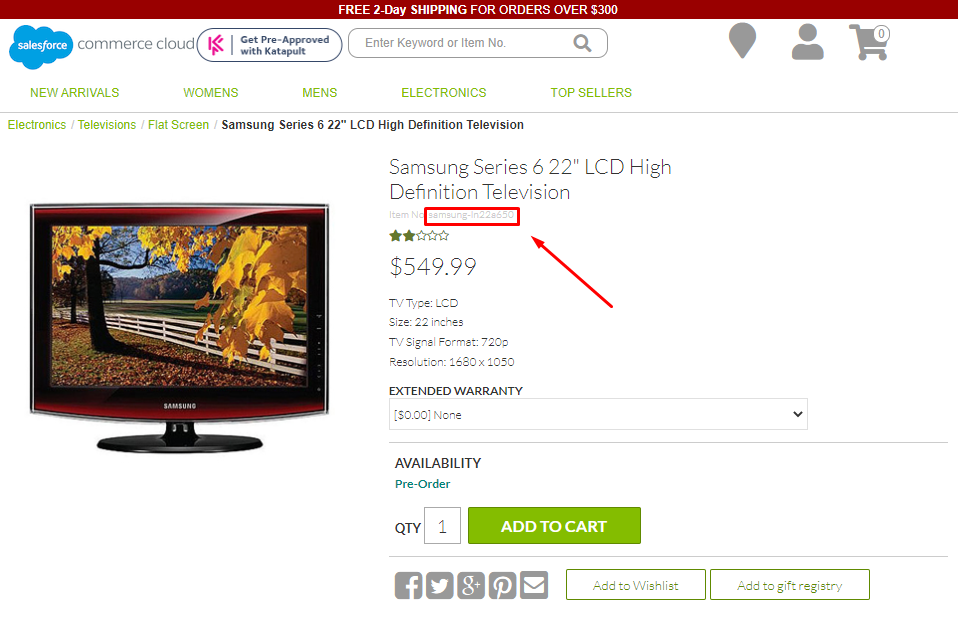 FREE 2-Day SHIPPING FOR ORDERS OVER $300
salesforce commerce cloud
Get Pre-Approved
with Katapult
Enter Keyword or Item No.
0
NEW ARRIVALS WOMENS MENS ELECTRONICS TOP SELLERS
Electronics / Televisions / Flat Screen / Samsung Series 6 22" LCD High Definition Television
Samsung Series 6 22" LCD High
Definition Television
Item No. samsung-ln22a650
$549.99
TV Type: LCD
Size: 22 inches
TV Signal Format: 720p
Resolution: 1680 x 1050
EXTENDED WARRANTY
[$0.00] None
SAMSUNG
AVAILABILITY
Pre-Order
QTY 1 ADD TO CART
Add to Wishlist Add to gift registry